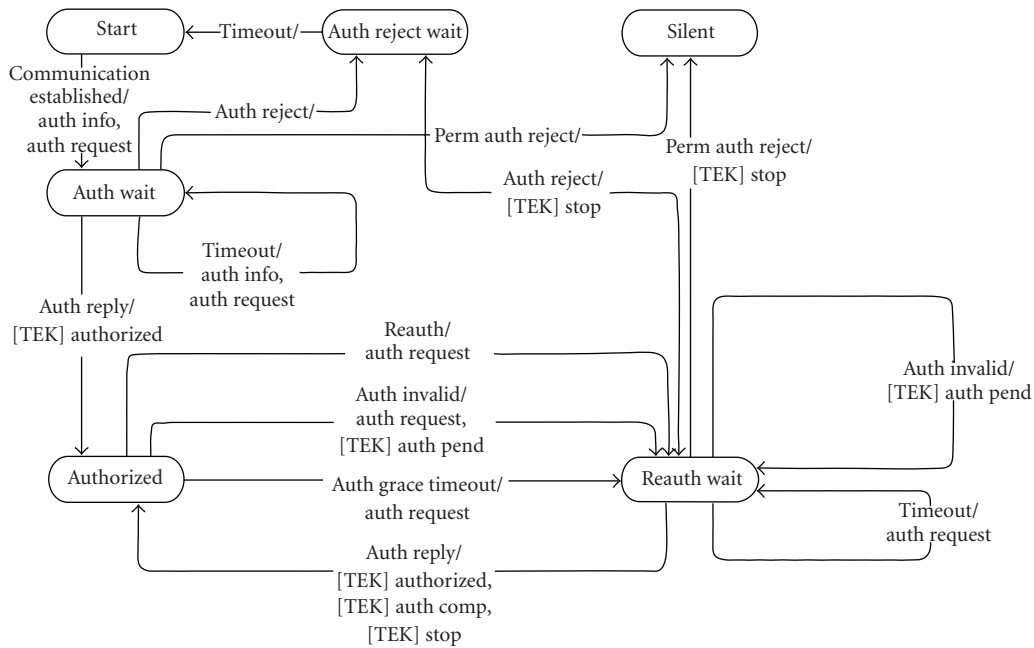 Start
Timeout/
Auth reject wait
Silent
Communication
established/
auth info,
auth request
Auth reject/
Perm auth reject/
Perm auth reject/
[TEK] stop
Auth wait
Auth reject/
[TEK] stop
Timeout/
auth info,
auth request
Auth reply/
[TEK] authorized
Reauth/
auth request
Auth invalid/
[TEK] auth pend
Auth invalid/
auth request,
[TEK] auth pend
Authorized
Auth grace timeout/
auth request
Reauth wait
Timeout/
auth request
Auth reply/
[TEK] authorized,
[TEK] auth comp,
[TEK] stop